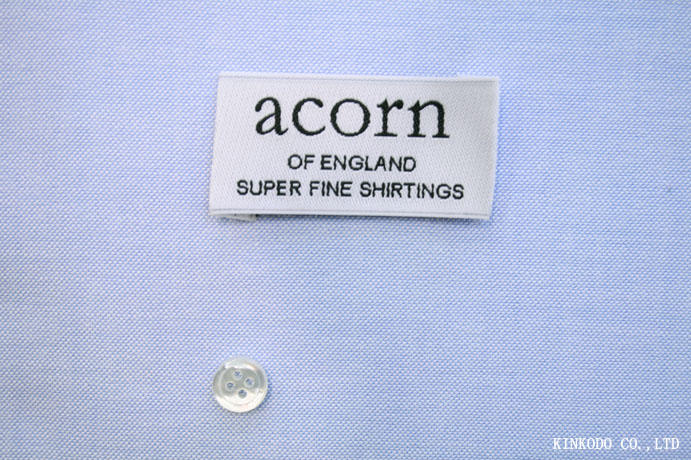 acorn
OF ENGLAND
SUPER FINE SHIRTINGS
KINKODO CO.,LTD